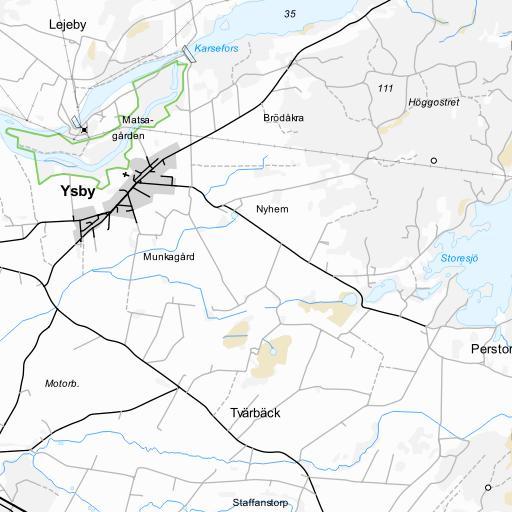 35
Lejeby
Karsefors
111
Höggostret
Matsa-
gården
Brödåkra
Ysby
Nyhem
Munkagård
Storesjö
Perstor
Motorb.
Tvärbäck
Staffanstorp